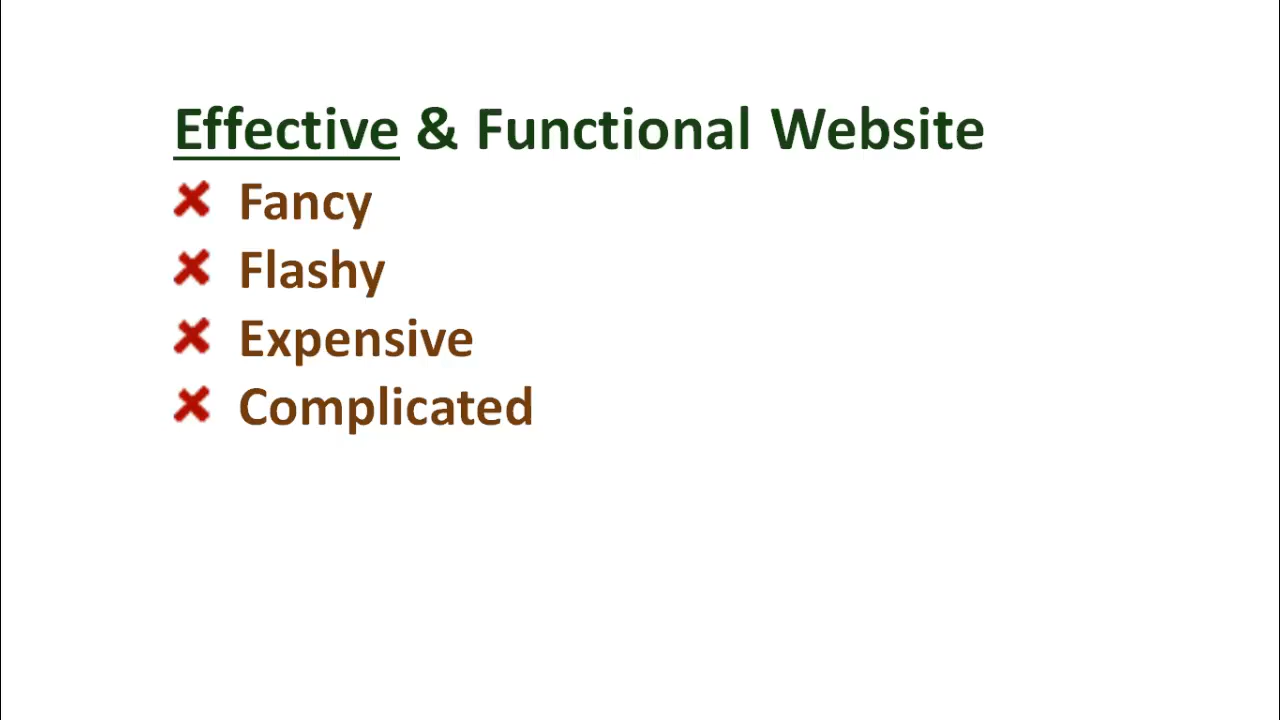 Effective & Functional Website
Fancy
Flashy
Expensive
Complicated